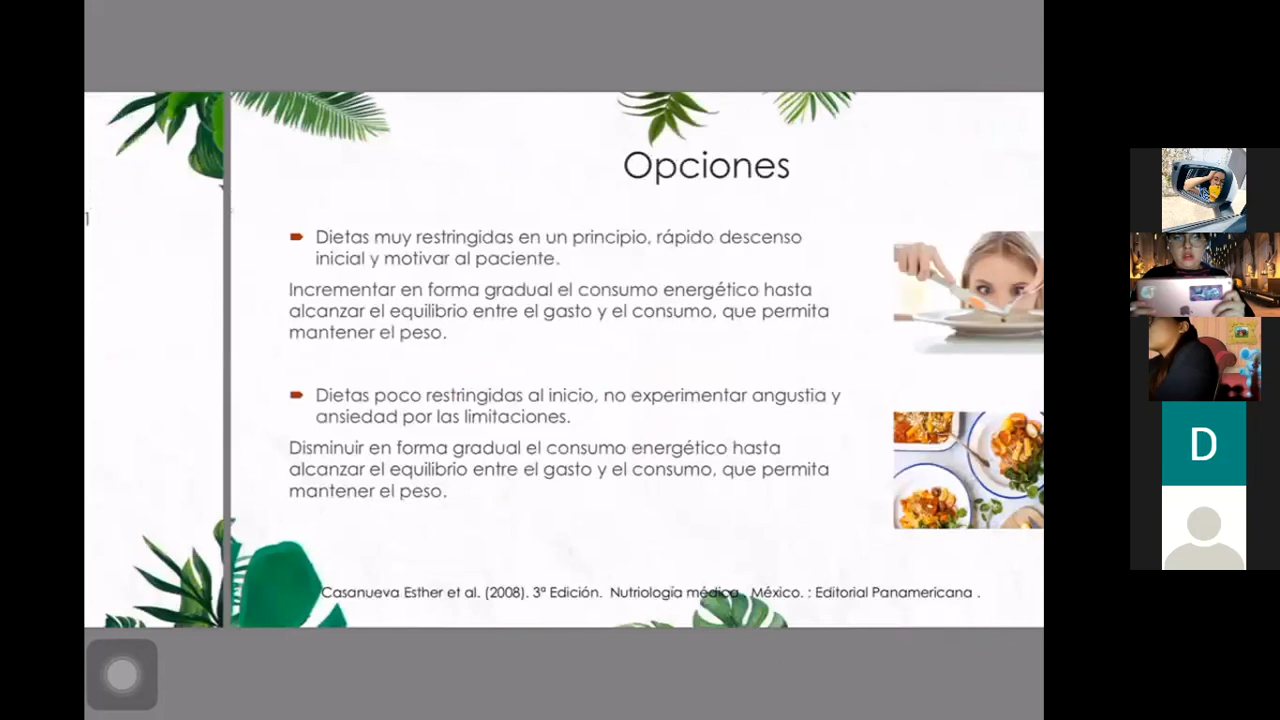 Opciones
Dietas muy restringidas en un principio, rápido descenso
inicial y motivar al paciente.
Incrementar en forma gradual el consumo energético hasta
alcanzar el equilibrio entre el gasto y el consumo, que permita
mantener el peso.
Dietas poco restringidas al inicio, no experimentar angustia y
ansiedad por las limitaciones.
Disminuir en forma gradual el consumo energético hasta
alcanzar el equilibrio entre el gasto y el consumo, que permita
mantener el peso.
Casanueva Esther et al. (2008). 3ª Edición. Nutriología médica . México. : Editorial Panamericana .
D